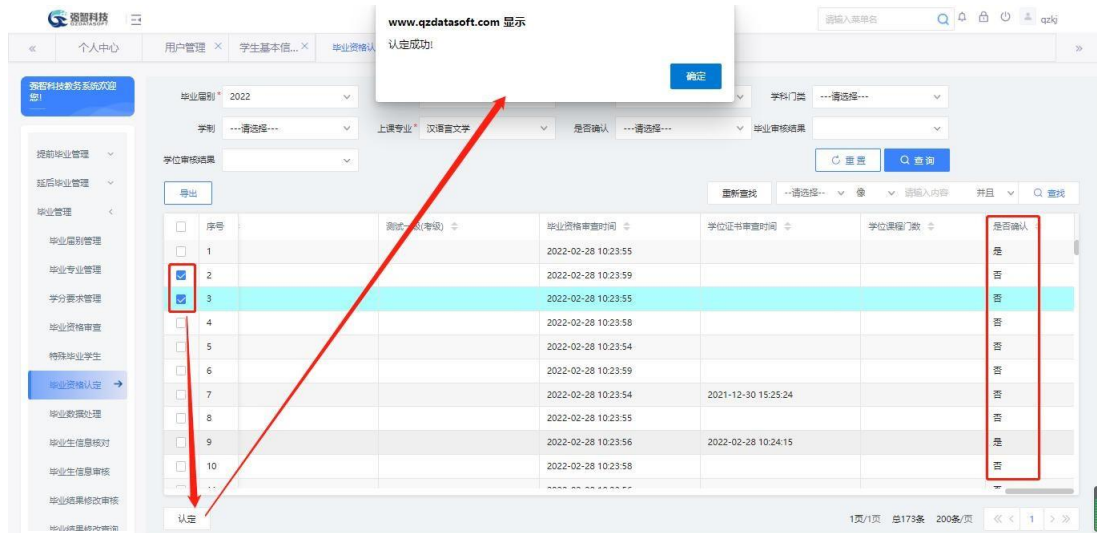 强智科技
QZDATASOFT
www.qzdatasoft.com 显示
认定成功!
确定
请输入菜单名
qzkj
个人中心
用户管理 ×
学生基本信... ×
毕业资格认
强智科技教务系统欢迎
您!
提前毕业管理
延后毕业管理
毕业管理
毕业届别管理
毕业专业管理
学分要求管理
毕业资格审查
特殊毕业学生
毕业资格认定
毕业数据处理
毕业生信息核对
毕业生信息审核
毕业结果修改审核
毕业结果修改查询
毕业届别* 2022
学科门类 ---请选择---
学制 ---请选择---
上课专业* 汉语言文学
是否确认 ---请选择---
毕业审核结果
学位审核结果
重置
查询
导出
重新查找
--请选择--
像
请输入内容
并且
查找
序号 测试一级(考级) 毕业资格审查时间 学位证书审查时间 学位课程门数 是否确认
1 2022-02-28 10:23:55 是
2 2022-02-28 10:23:59 否
3 2022-02-28 10:23:55 否
4 2022-02-28 10:23:58 否
5 2022-02-28 10:23:54 否
6 2022-02-28 10:23:59 否
7 2022-02-28 10:23:54 2021-12-30 15:25:24 否
8 2022-02-28 10:23:55 否
9 2022-02-28 10:23:56 2022-02-28 10:24:15 是
10 2022-02-28 10:23:58 否
认定
1页/1页 总173条 200条/页 1